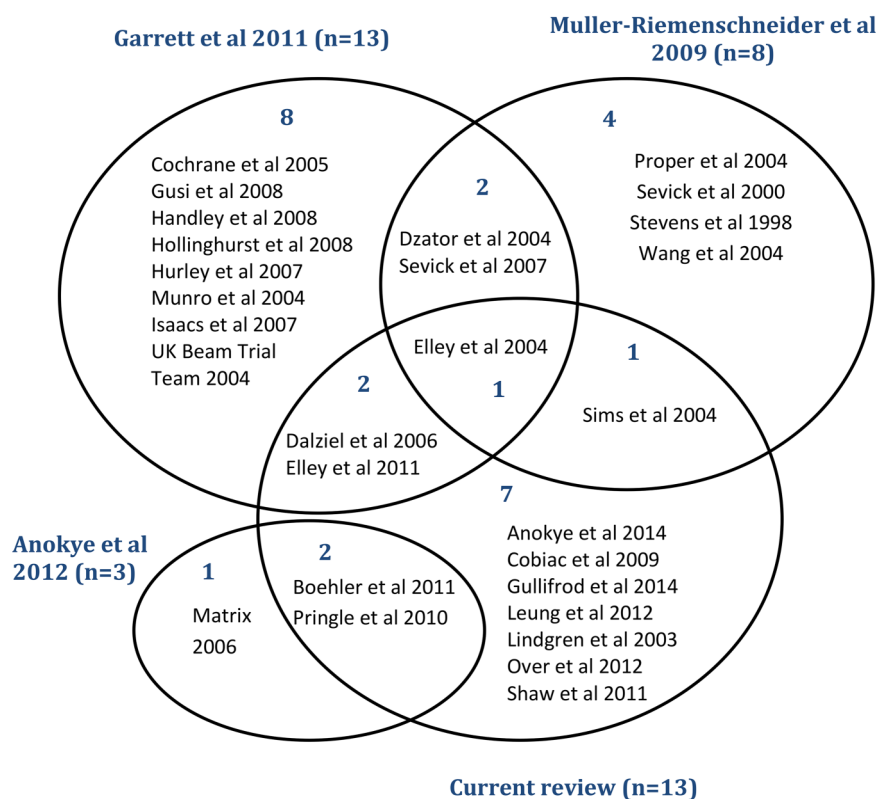 Garrett et al 2011 (n=13)
Muller-Riemenschneider et al
2009 (n=8)
8
Cochrane et al 2005
Gusi et al 2008
Handley et al 2008
Hollinghurst et al 2008
Hurley et al 2007
Munro et al 2004
Isaacs et al 2007
UK Beam Trial
Team 2004
2
Dzator et al 2004
Sevick et al 2007
4
Proper et al 2004
Sevick et al 2000
Stevens et al 1998
Wang et al 2004
Elley et al 2004
1
2
Dalziel et al 2006
Elley et al 2011
1
Sims et al 2004
7
Anokye et al 2014
Cobiac et al 2009
Gullifrod et al 2014
Leung et al 2012
Lindgren et al 2003
Over et al 2012
Shaw et al 2011
Anokye et al
2012 (n=3)
1
Matrix
2006
2
Boehler et al 2011
Pringle et al 2010
Current review (n=13)